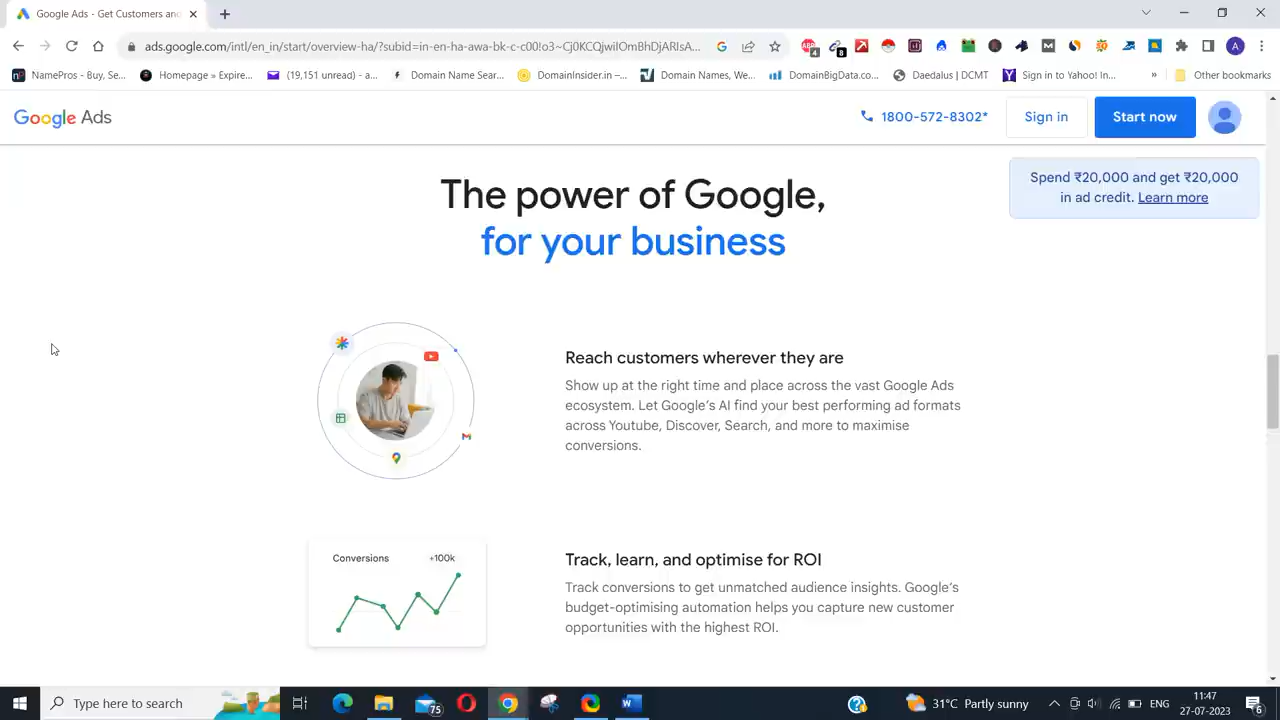 Google Ads - Get Customers and
ads.google.com/intl/en_in/start/overview-ha/?subid=in-en-ha-awa-bk-c-c00!o3~Cj0KCQjwiIOmBhDjARIsA...
NamePros - Buy, Se...
Homepage » Expire...
(19,151 unread) - a...
Domain Name Sear...
DomainInsider.in –...
Domain Names, We...
DomainBigData.co...
Daedalus | DCMT
Sign in to Yahoo! In...
»
Other bookmarks
Google Ads
1800-572-8302*
Sign in
Start now
Spend ₹20,000 and get ₹20,000
in ad credit. Learn more
The power of Google,
for your business
Reach customers wherever they are
Show up at the right time and place across the vast Google Ads
ecosystem. Let Google's AI find your best performing ad formats
across Youtube, Discover, Search, and more to maximise
conversions.
Conversions +100k
Track, learn, and optimise for ROI
Track conversions to get unmatched audience insights. Google's
budget-optimising automation helps you capture new customer
opportunities with the highest ROI.
Type here to search
75
31°C Partly sunny
ENG
11:47
27-07-2023
6